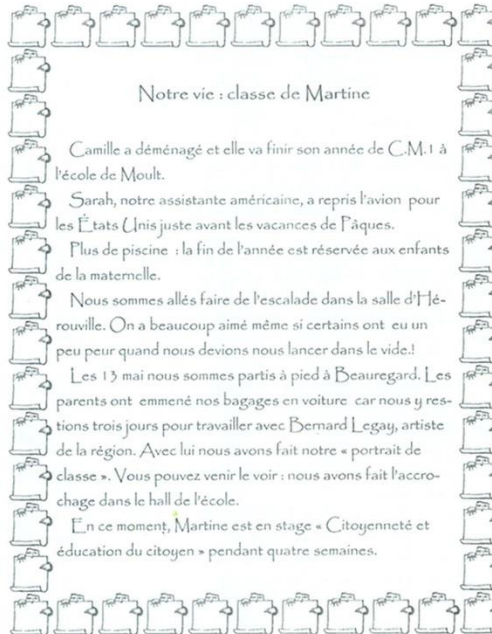 Notre vie : classe de Martine
Camille a déménagé et elle va finir son année de C.M.1 à
l'école de Moult.
Sarah, notre assistante américaine, a repris l'avion pour
les États Unis juste avant les vacances de Pâques.
Plus de piscine : la fin de l'année est réservée aux enfants
de la maternelle.
Nous sommes allés faire de l'escalade dans la salle d'Hé-
rouville. On a beaucoup aimé même si certains ont eu un
peu peur quand nous devions nous lancer dans le vide.!
Les 13 mai nous sommes partis à pied à Beauregard. Les
parents ont emmené nos bagages en voiture car nous y res-
tions trois jours pour travailler avec Bernard Legay, artiste
de la région. Avec lui nous avons fait notre « portrait de
classe ». Vous pouvez venir le voir : nous avons fait l'accro-
chage dans le hall de l'école.
En ce moment, Martine est en stage « Citoyenneté et
éducation du citoyen » pendant quatre semaines.